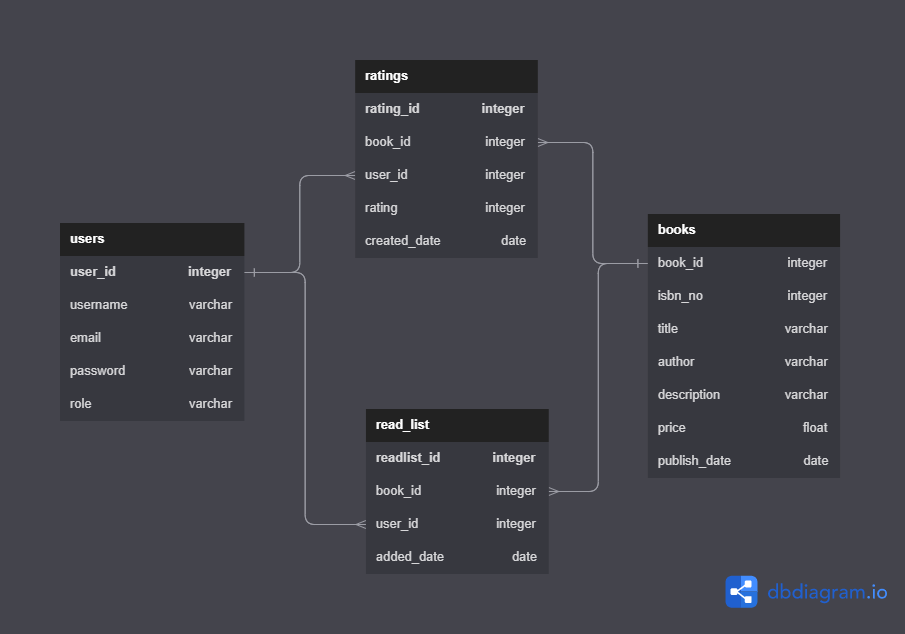 ratings
rating_id integer
book_id integer
user_id integer
rating integer
created_date date
users
user_id integer
username varchar
email varchar
password varchar
role varchar
books
book_id integer
isbn_no integer
title varchar
author varchar
description varchar
price float
publish_date date
read_list
readlist_id integer
book_id integer
user_id integer
added_date date
dbdiagram.io